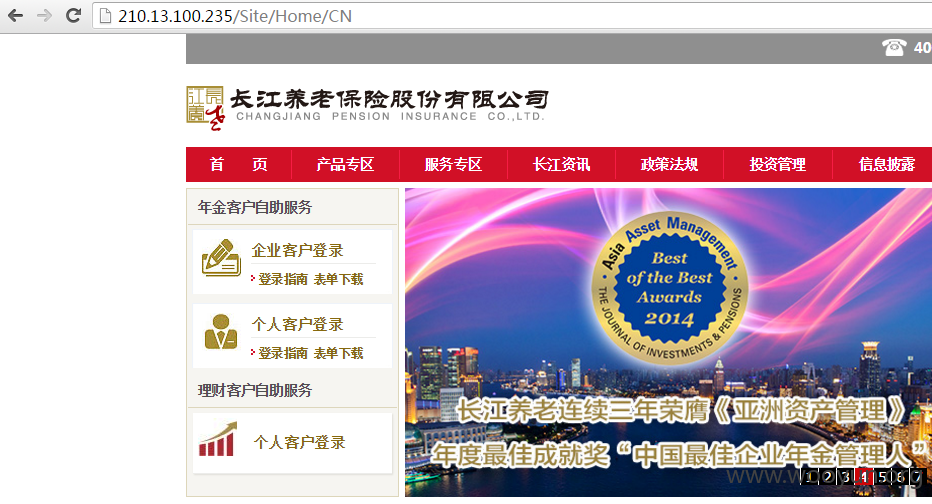 210.13.100.235/Site/Home/CN
40
长江养老保险股份有限公司
CHANGJIANG PENSION INSURANCE CO.,LTD.
首 页 产品专区 服务专区 长江资讯 政策法规 投资管理 信息披露
年金客户自助服务
企业客户登录
登录指南 表单下载
个人客户登录
登录指南 表单下载
理财客户自助服务
个人客户登录
Asia Asset Management
Best
of the Best
Awards
2014
THE JOURNAL OF INVESTMENTS & PENSIONS
长江养老连续三年荣膺《亚洲资产管理》
年度最佳成就奖“中国最佳企业年金管理人”
1 2 3 4 5 6 7